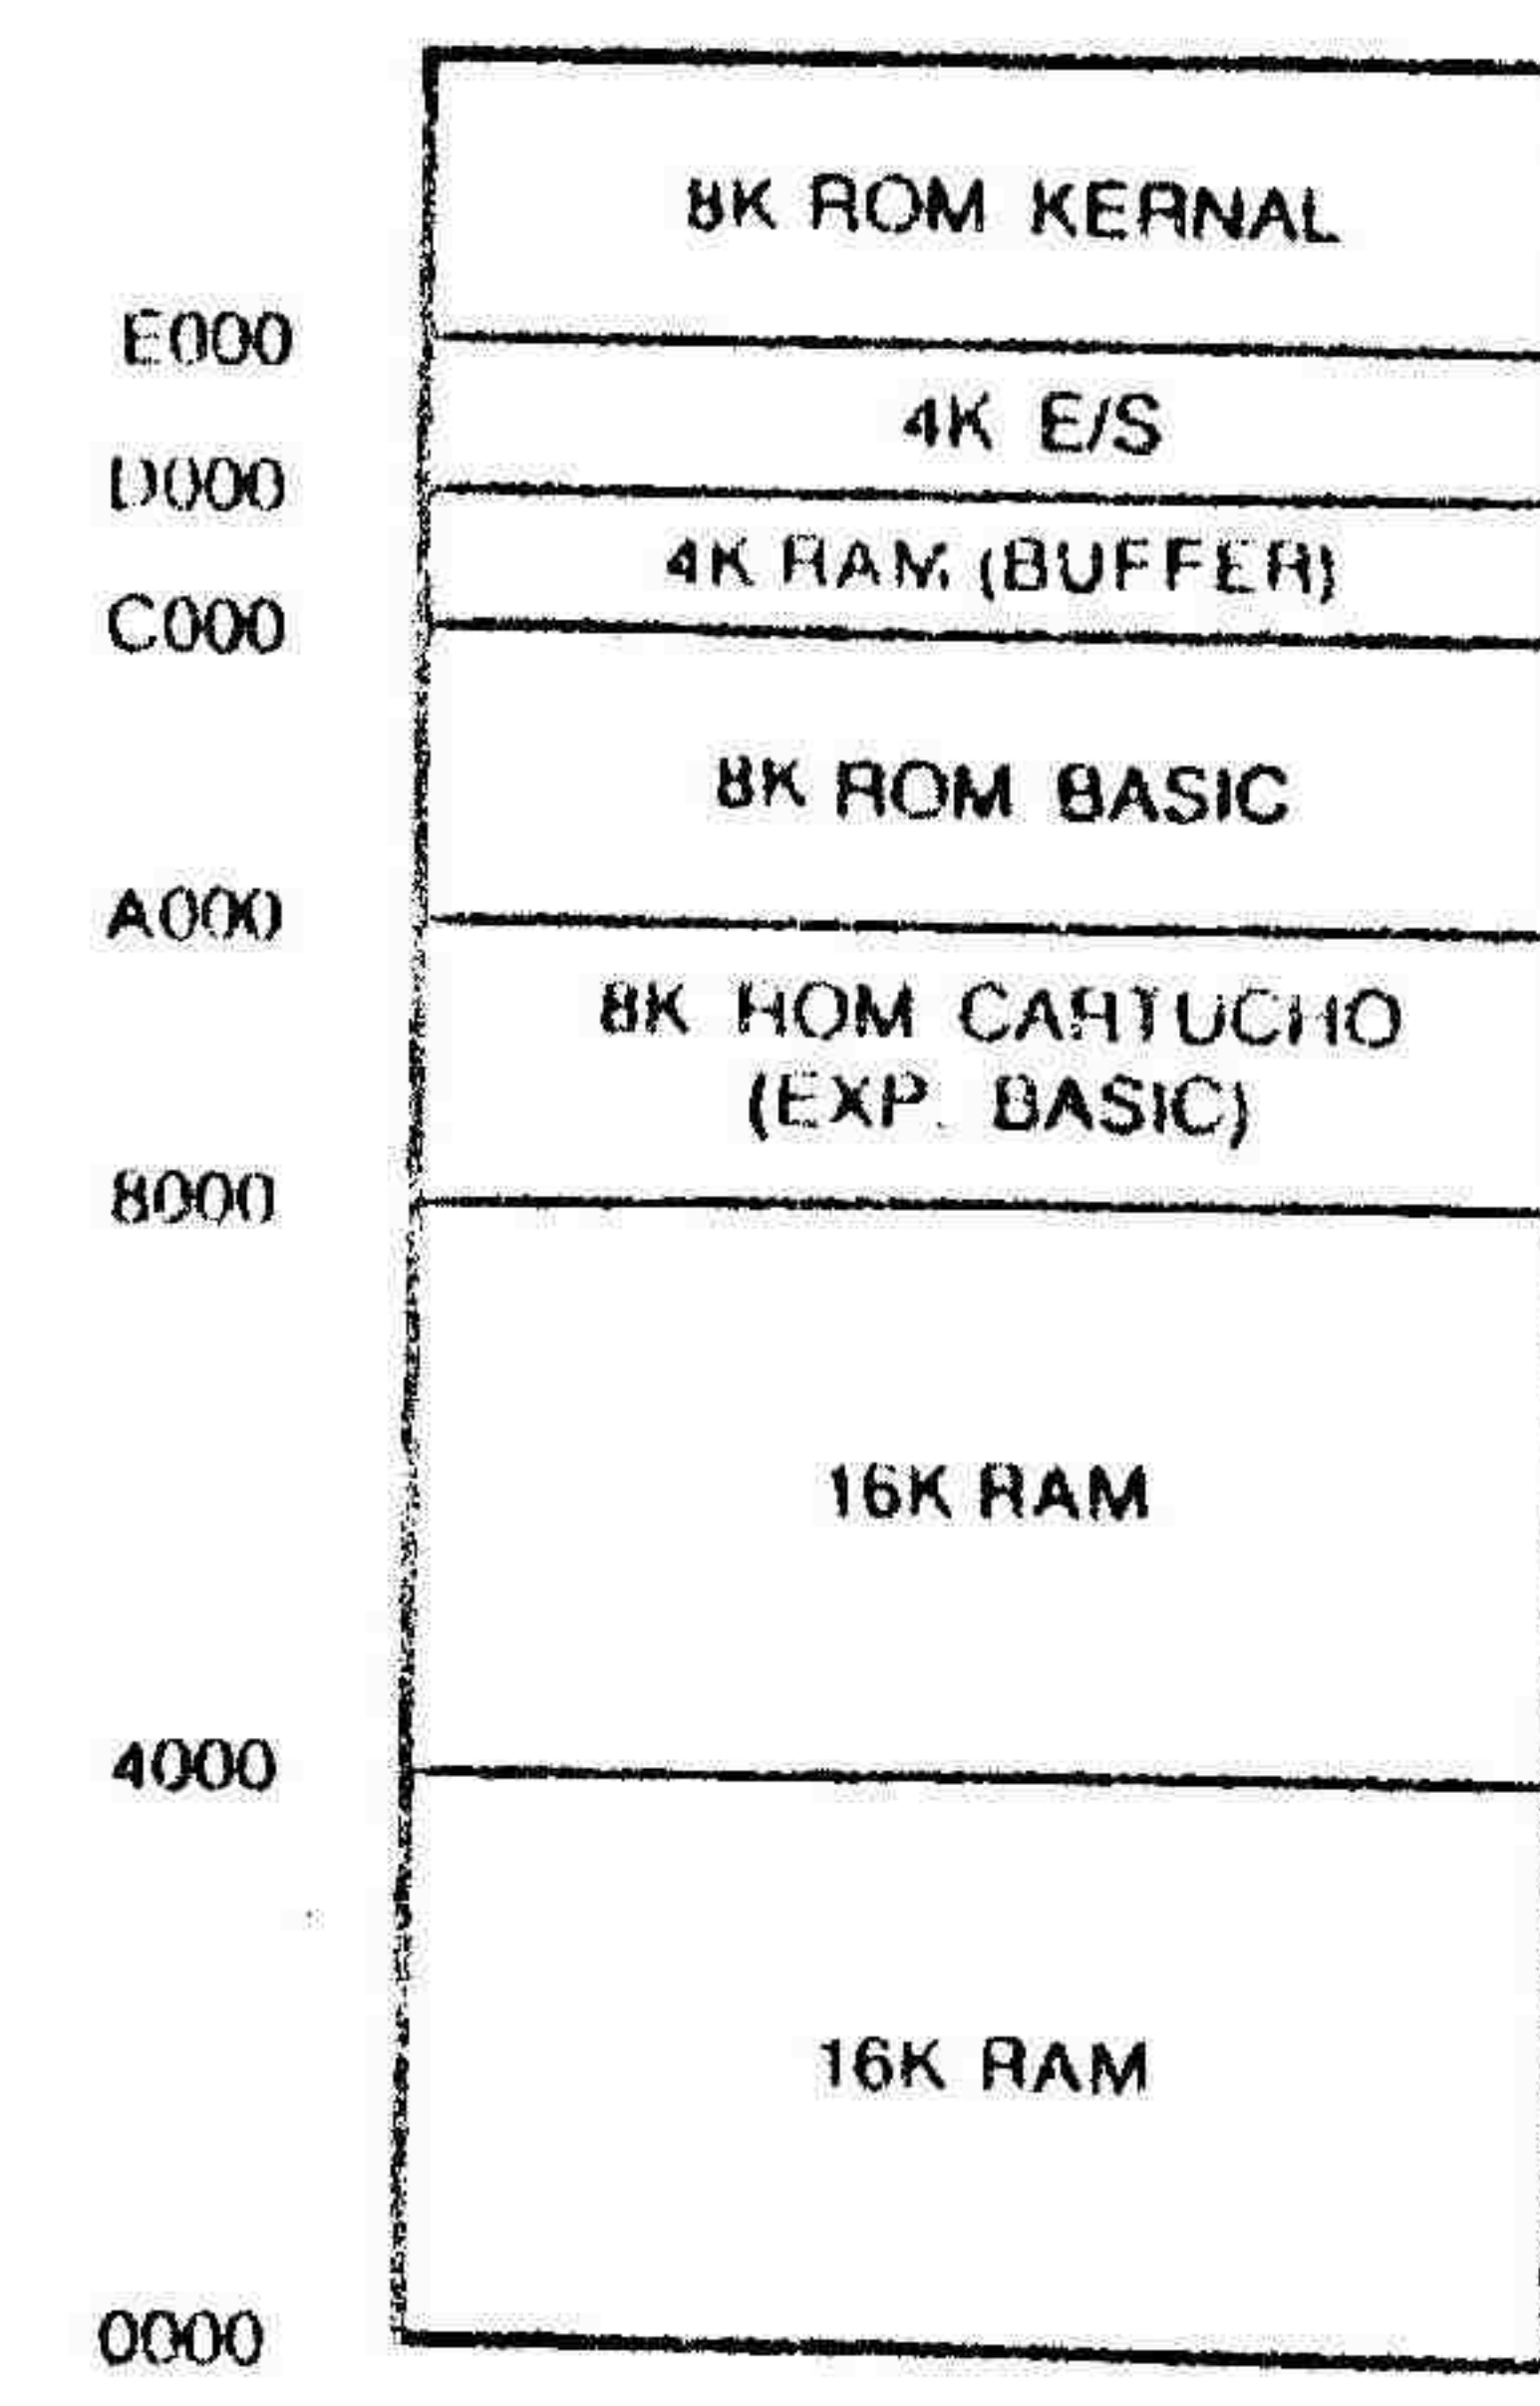 8K ROM KERNAL
E000
4K E/S
D000
4K RAM (BUFFER)
C000
8K ROM BASIC
A000
8K ROM CARTUCHO
(EXP. BASIC)
8000
16K RAM
4000
16K RAM
0000